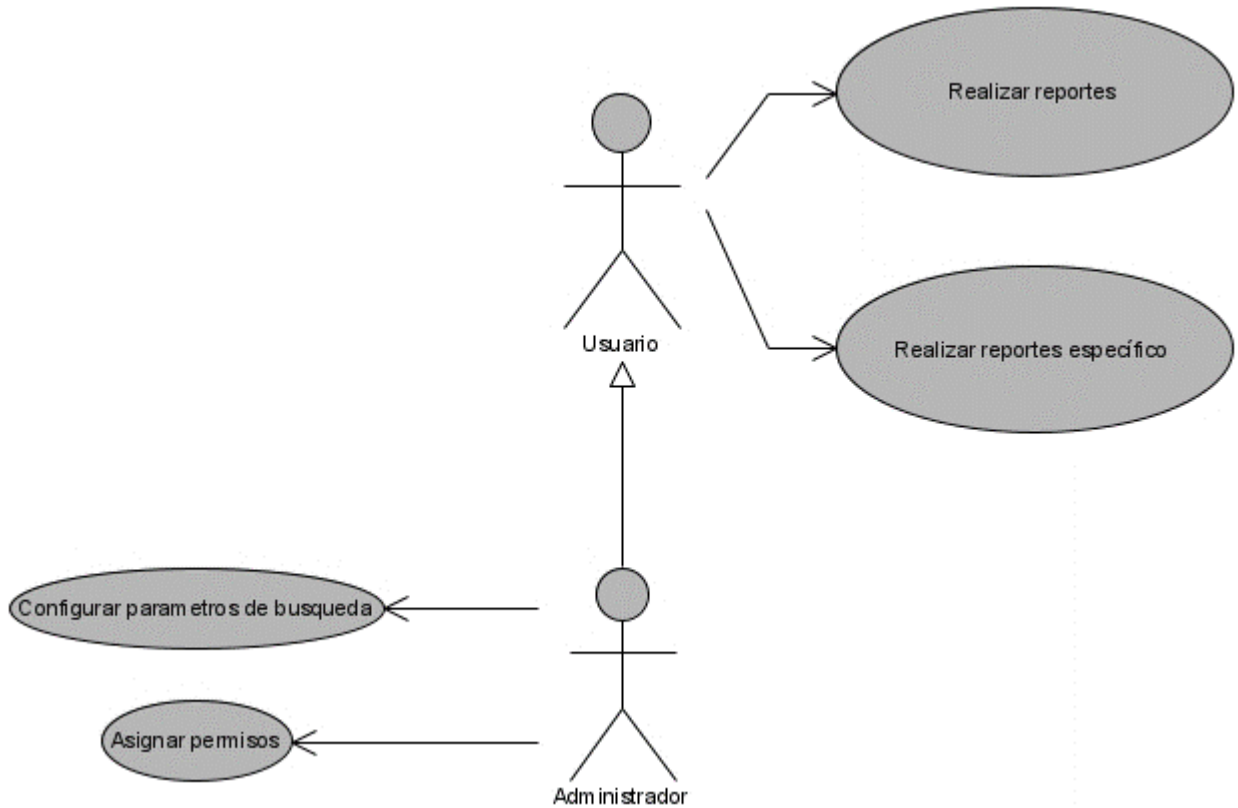 Realizar reportes
Usuario
Realizar reportes específico
Configurar parametros de busqueda
Asignar permisos
Administrador